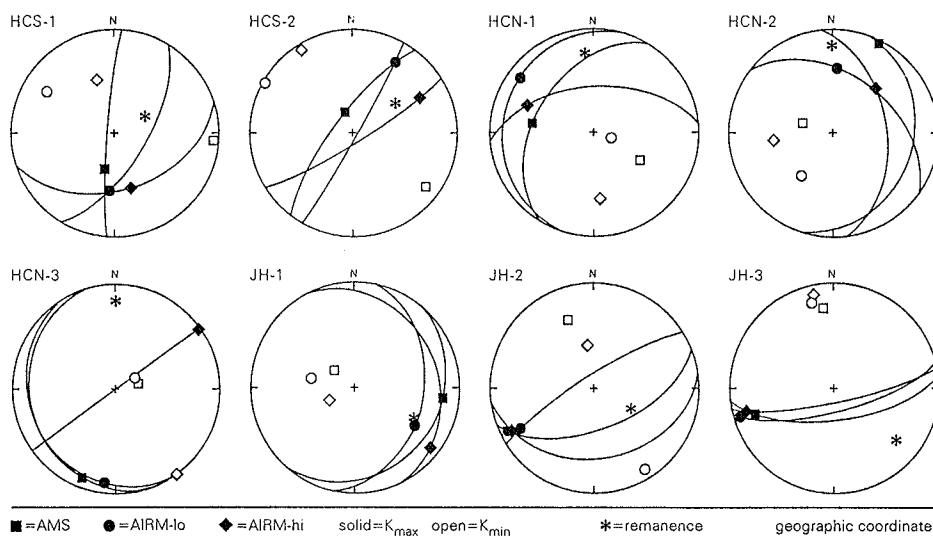 HCS-1 N HCS-2 N HCN-1 N HCN-2 N
HCN-3 N JH-1 N JH-2 N JH-3 N
■=AMS ●=AIRM-lo ◆=AIRM-hi solid=Kmax open=Kmin *=remanence geographic coordinate